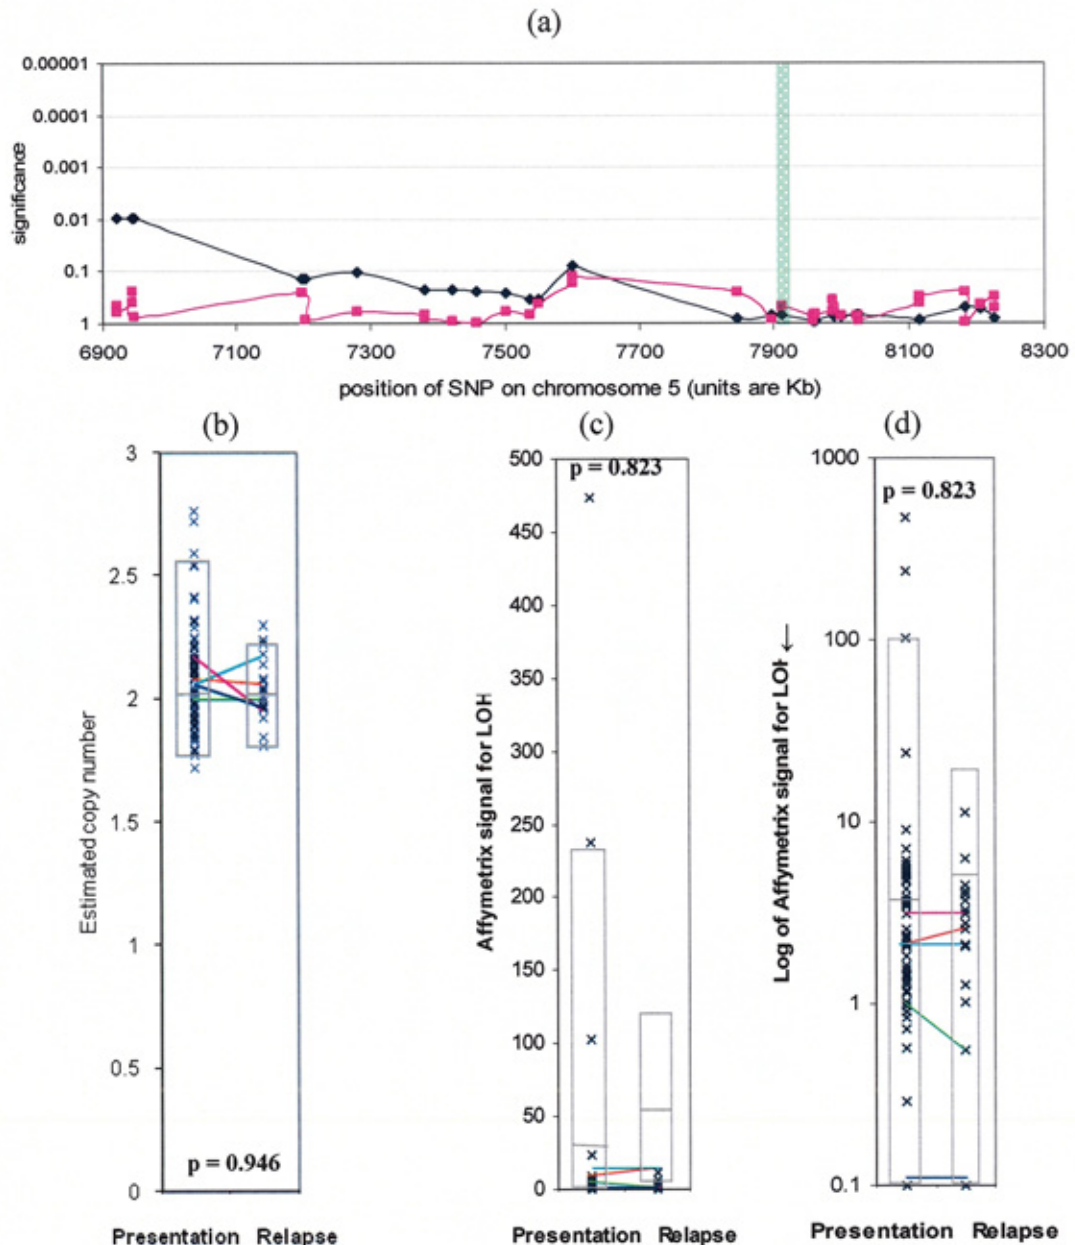 (a)
0.00001
0.0001
0.001
0.01
0.1
1
significance
6900 7100 7300 7500 7700 7900 8100 8300
position of SNP on chromosome 5 (units are Kb)
(b)
3
2.5
2
1.5
1
0.5
0
Estimated copy number
p = 0.946
Presentation Relapse
(c)
500
450
400
350
300
250
200
150
100
50
0
Affymetrix signal for LOH
p = 0.823
Presentation Relapse
(d)
1000
100
10
1
0.1
Log of Affymetrix signal for LOH
p = 0.823
Presentation Relapse